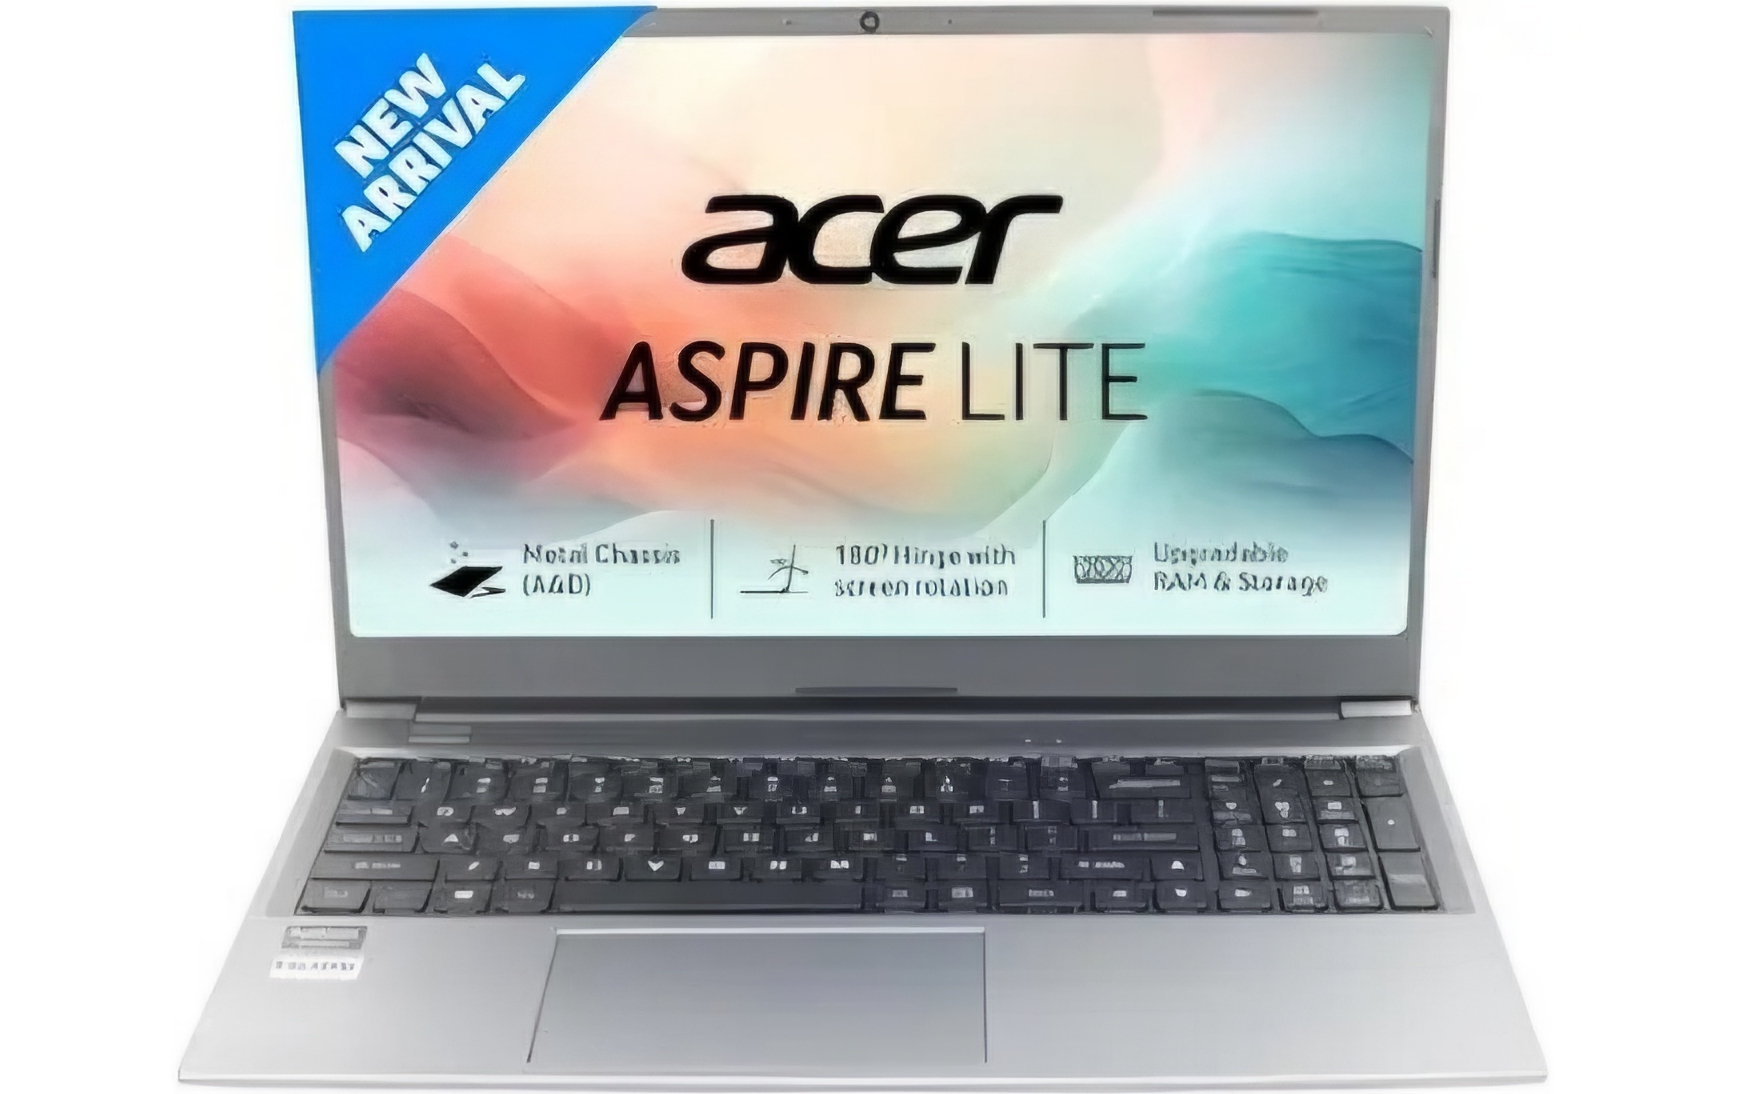 NEW
ARRIVAL
acer
ASPIRE LITE
Metal Chassis
(A&D)
180° Hinge with
screen rotation
Upgradable
RAM & Storage